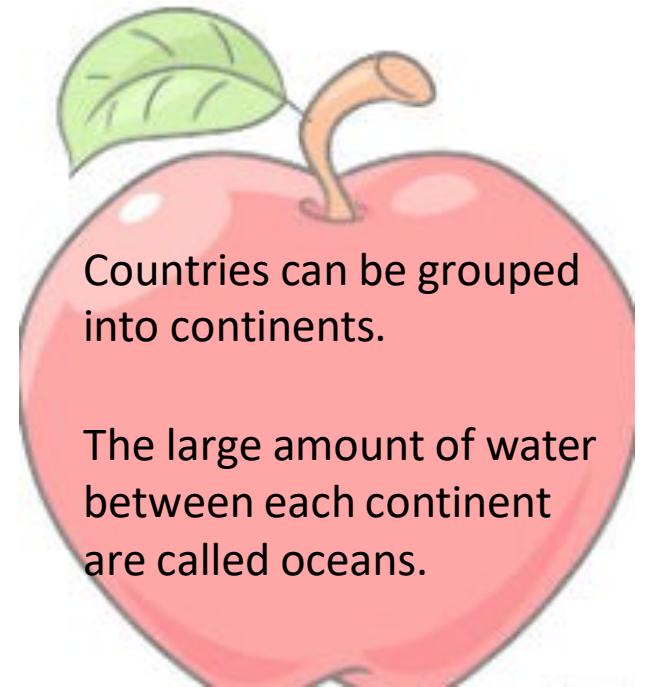 Countries can be grouped
into continents.
The large amount of water
between each continent
are called oceans.